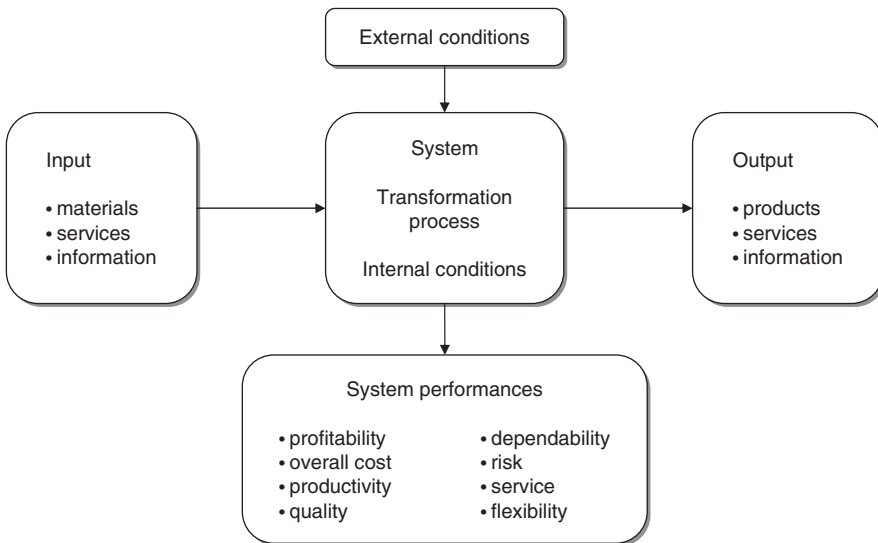 External conditions
Input
• materials
• services
• information
System
Transformation
process
Internal conditions
Output
• products
• services
• information
System performances
• profitability
• overall cost
• productivity
• quality
• dependability
• risk
• service
• flexibility